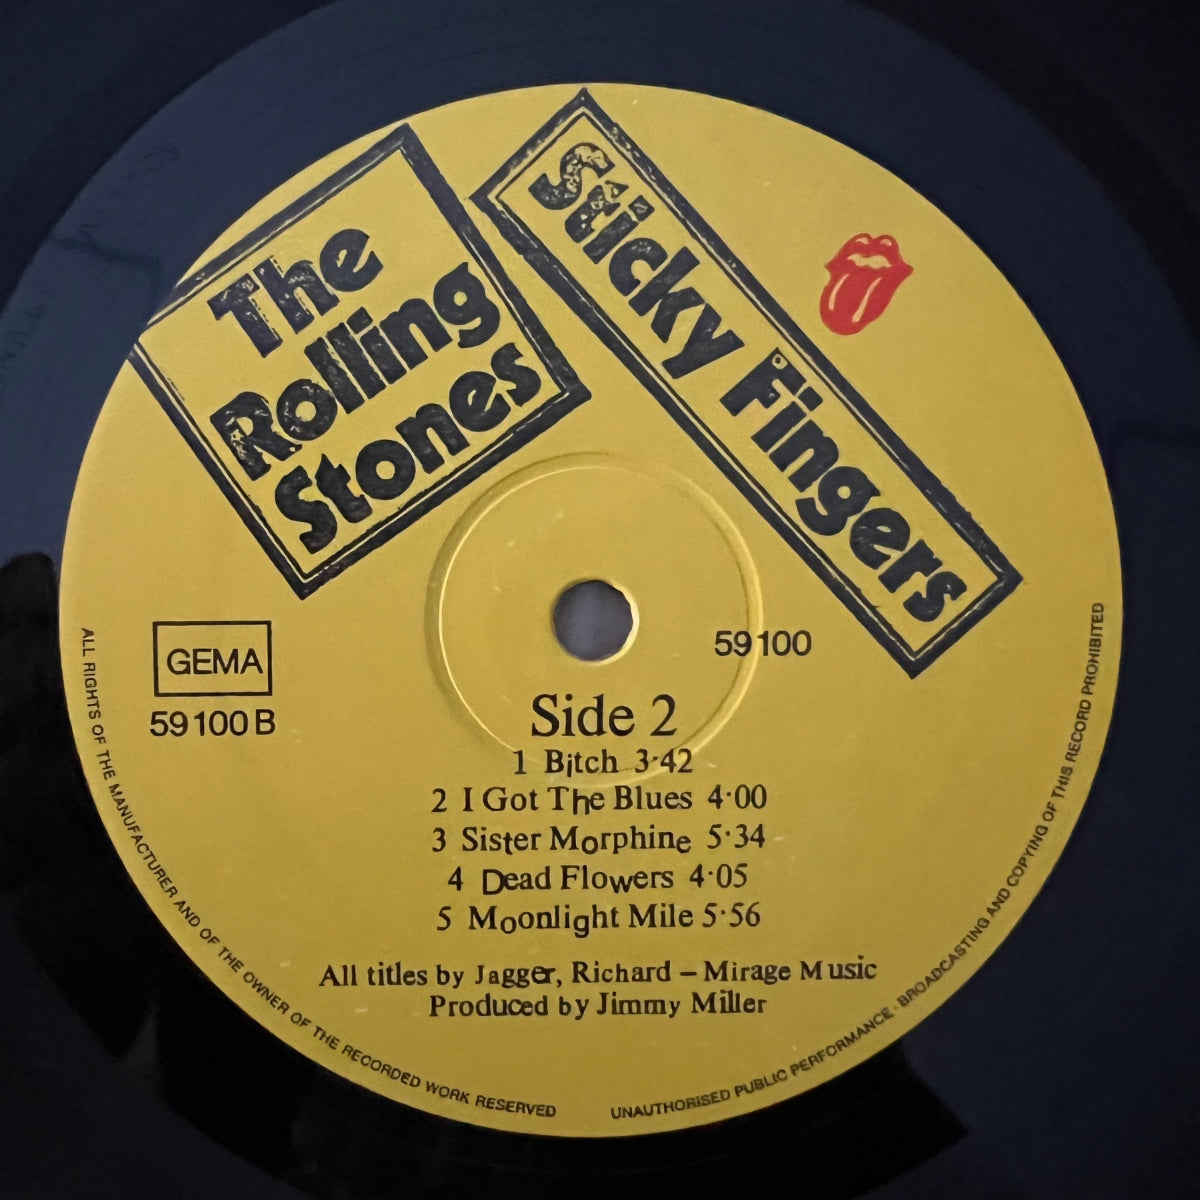 The
Rolling
Stones
Sticky Fingers
GEMA
59100 B
59100
Side 2
1 Bitch 3·42
2 I Got The Blues 4·00
3 Sister Morphine 5·34
4 Dead Flowers 4·05
5 Moonlight Mile 5·56
All titles by Jagger, Richard – Mirage Music
Produced by Jimmy Miller
ALL RIGHTS OF THE MANUFACTURER AND OF THE OWNER OF THE RECORDED WORK RESERVED
UNAUTHORISED PUBLIC PERFORMANCE · BROADCASTING AND COPYING OF THIS RECORD PROHIBITED